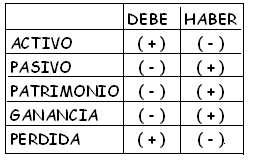 DEBE HABER
ACTIVO (+) (-)
PASIVO (-) (+)
PATRIMONIO (-) (+)
GANANCIA (-) (+)
PERDIDA (+) (-)